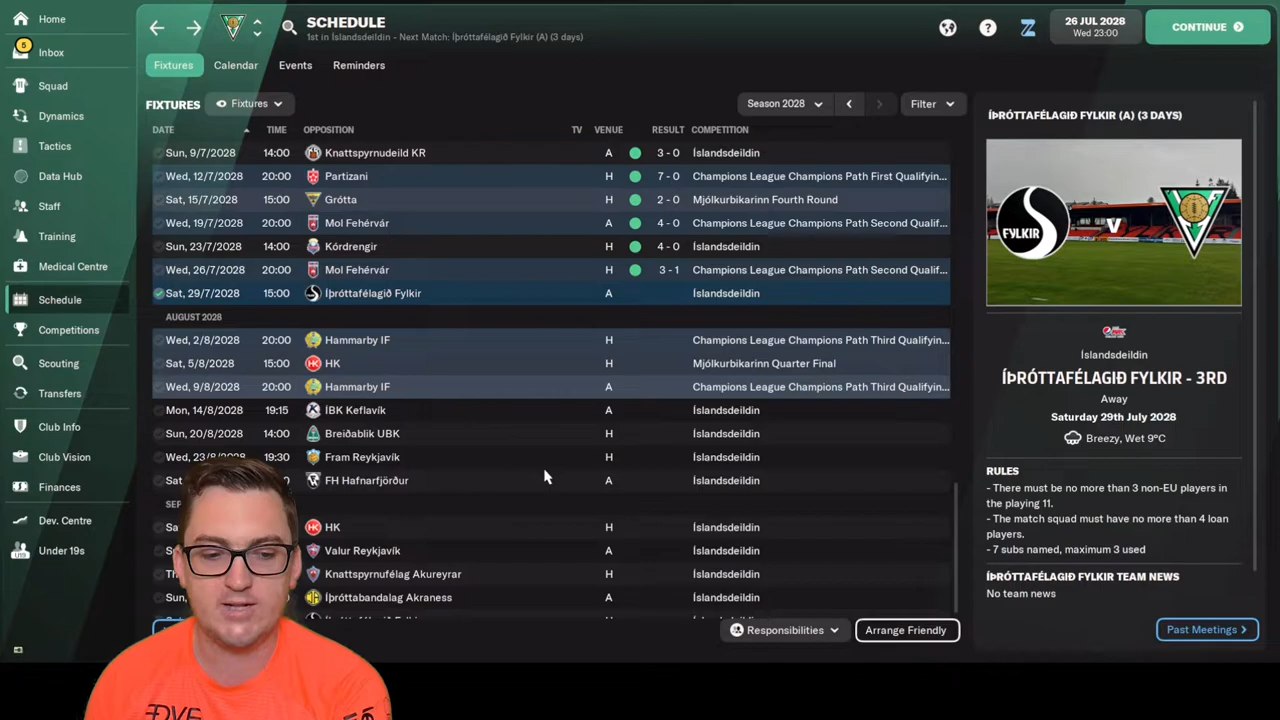 Home
5
Inbox
Squad
Dynamics
Tactics
Data Hub
Staff
Training
Medical Centre
Schedule
Competitions
Scouting
Transfers
Club Info
Club Vision
Finances
Dev. Centre
Under 19s
SCHEDULE
1st in Íslandsdeildin - Next Match: Íþróttafélagið Fylkir (A) (3 days)
26 JUL 2028
Wed 23:00
CONTINUE
Fixtures Calendar Events Reminders
FIXTURES Fixtures Season 2028 Filter
DATE TIME OPPOSITION TV VENUE RESULT COMPETITION
Sun, 9/7/2028 14:00 Knattspyrnudeild KR A 3 - 0 Íslandsdeildin
Wed, 12/7/2028 20:00 Partizani H 7 - 0 Champions League Champions Path First Qualifyin...
Sat, 15/7/2028 15:00 Grótta H 2 - 0 Mjólkurbikarinn Fourth Round
Wed, 19/7/2028 20:00 Mol Fehérvár A 4 - 0 Champions League Champions Path Second Qualif...
Sun, 23/7/2028 14:00 Kórdrengir H 4 - 0 Íslandsdeildin
Wed, 26/7/2028 20:00 Mol Fehérvár H 3 - 1 Champions League Champions Path Second Qualif...
Sat, 29/7/2028 15:00 Íþróttafélagið Fylkir A Íslandsdeildin
AUGUST 2028
Wed, 2/8/2028 20:00 Hammarby IF H Champions League Champions Path Third Qualifyin...
Sat, 5/8/2028 15:00 HK H Mjólkurbikarinn Quarter Final
Wed, 9/8/2028 20:00 Hammarby IF A Champions League Champions Path Third Qualifyin...
Mon, 14/8/2028 19:15 ÍBK Keflavík A Íslandsdeildin
Sun, 20/8/2028 14:00 Breiðablik UBK H Íslandsdeildin
Wed, 23/8/2028 19:30 Fram Reykjavík H Íslandsdeildin
FH Hafnarfjörður A Íslandsdeildin
HK H Íslandsdeildin
Valur Reykjavík A Íslandsdeildin
Knattspyrnufélag Akureyrar H Íslandsdeildin
Íþróttabandalag Akraness A Íslandsdeildin
Responsibilities Arrange Friendly
ÍÞRÓTTAFÉLAGIÐ FYLKIR (A) (3 DAYS)
FYLKIR V
Íslandsdeildin
ÍÞRÓTTAFÉLAGIÐ FYLKIR - 3RD
Away
Saturday 29th July 2028
Breezy, Wet 9°C
RULES
- There must be no more than 3 non-EU players in
the playing 11.
- The match squad must have no more than 4 loan
players.
- 7 subs named, maximum 3 used
ÍÞRÓTTAFÉLAGIÐ FYLKIR TEAM NEWS
No team news
Past Meetings